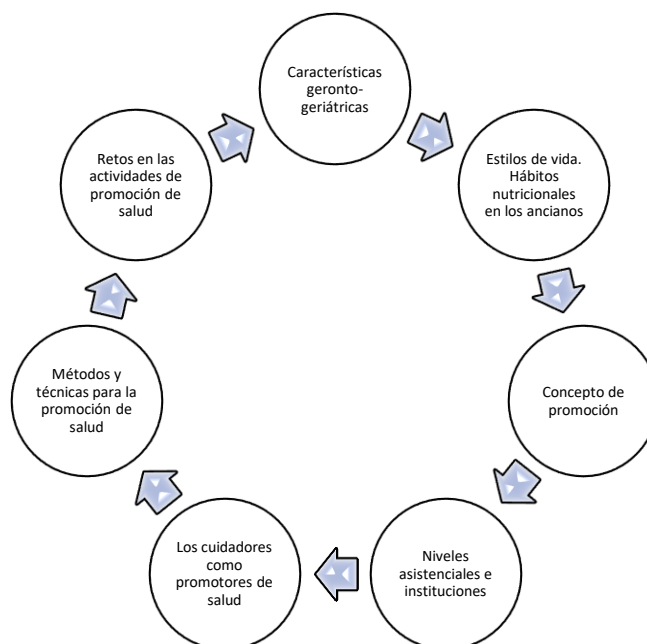 Características
geronto-
geriátricas
Estilos de vida.
Hábitos
nutricionales
en los ancianos
Concepto de
promoción
Niveles
asistenciales e
instituciones
Los cuidadores
como
promotores de
salud
Métodos y
técnicas para la
promoción de
salud
Retos en las
actividades de
promoción de
salud